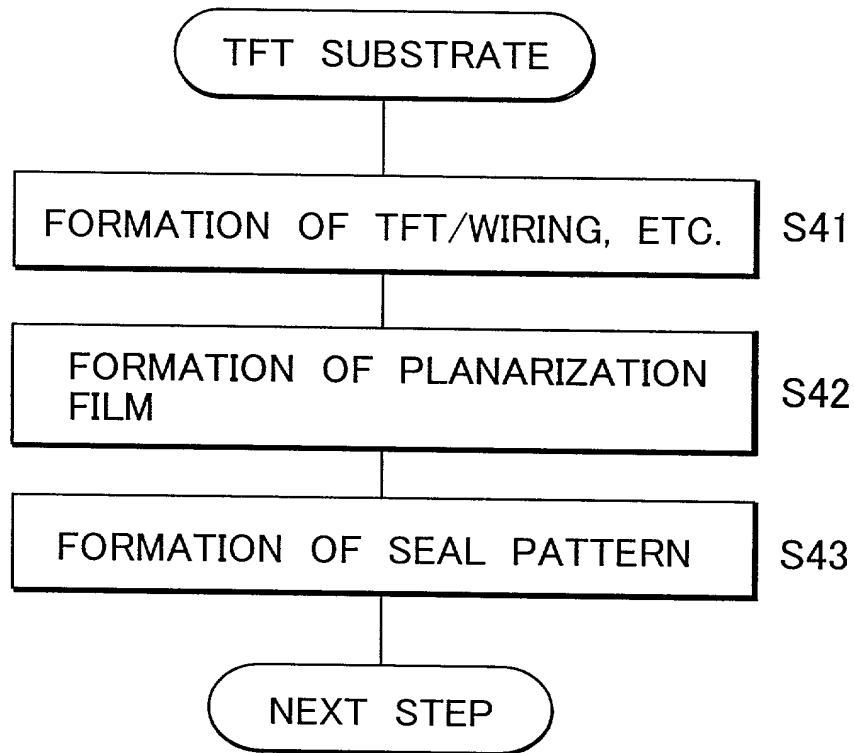 TFT SUBSTRATE
FORMATION OF TFT/WIRING, ETC.
S41
FORMATION OF PLANARIZATION
FILM
S42
FORMATION OF SEAL PATTERN
S43
NEXT STEP